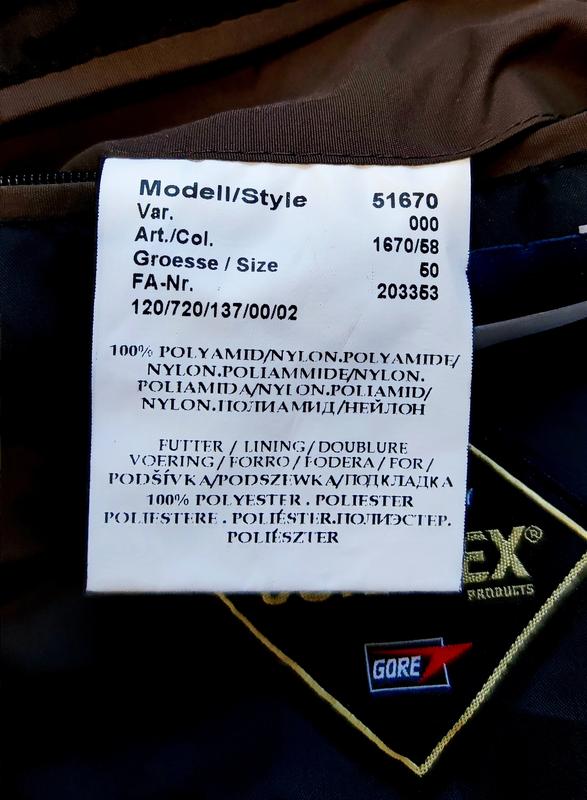 Modell/Style 51670
Var. 000
Art./Col. 1670/58
Groesse / Size 50
FA-Nr. 203353
120/720/137/00/02
100% POLYAMID/NYLON.POLYAMIDE/
NYLON.POLIAMMIDE/NYLON.
POLIAMIDA/NYLON.POLIAMID/
NYLON.ПОЛИАМИД/НЕЙЛОН
FUTTER / LINING / DOUBLURE
VOERING / FORRO / FODERA / FOR /
PODŠÍVKA/PODSZEWKA/ПОДКЛАДКА
100% POLYESTER . POLIESTER
POLIESTERE . POLIÉSTER.ПОЛИЭСТЕР.
POLIÉSZTER
EX®
PRODUCTS
GORE